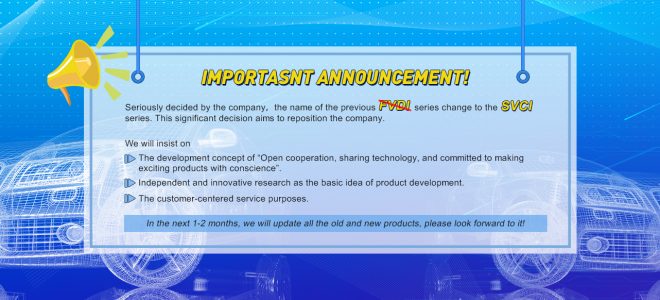 IMPORTASNT ANNOUNCEMENT!
Seriously decided by the company, the name of the previous FVDI series change to the SVCI
series. This significant decision aims to reposition the company.
We will insist on
The development concept of "Open cooperation, sharing technology, and committed to making
exciting products with conscience".
Independent and innovative research as the basic idea of product development.
The customer-centered service purposes.
In the next 1-2 months, we will update all the old and new products, please look forward to it!